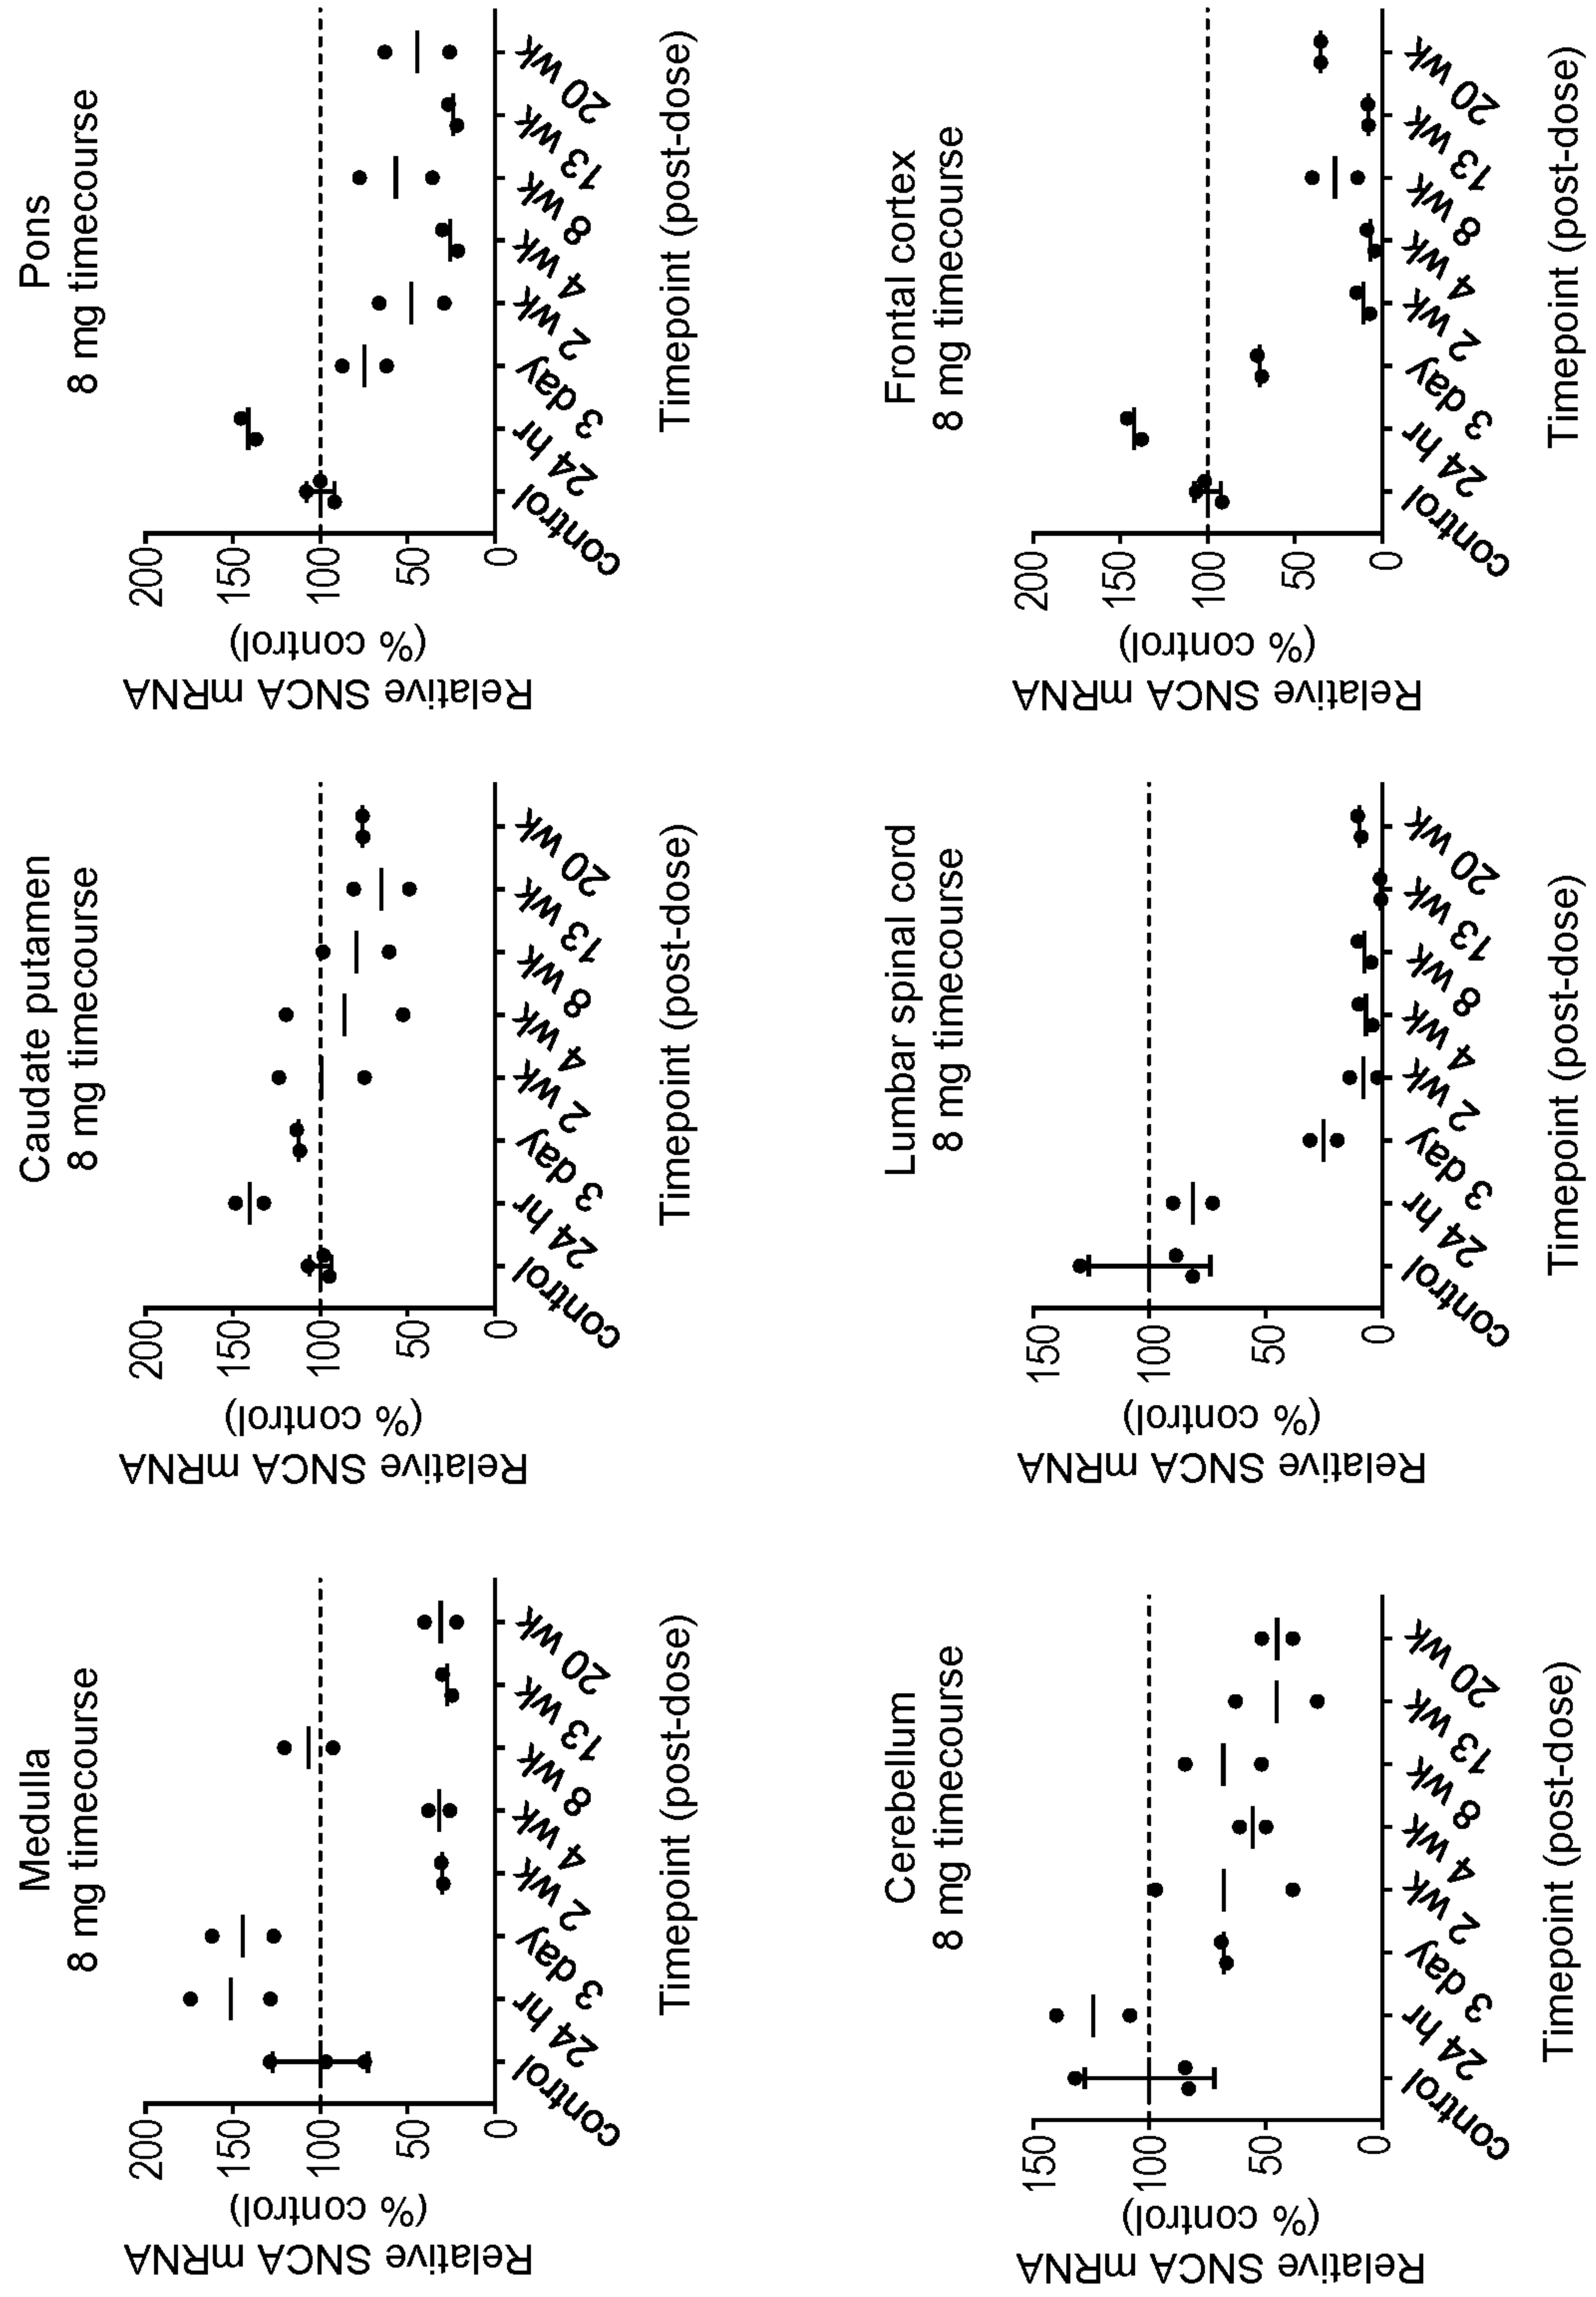 Medulla
8 mg timecourse
Relative SNCA mRNA
(% control)
200
150
100
50
0
control
24 hr
3 day
2 wk
4 wk
8 wk
13 wk
20 wk
Timepoint (post-dose)
Caudate putamen
8 mg timecourse
Relative SNCA mRNA
(% control)
200
150
100
50
0
control
24 hr
3 day
2 wk
4 wk
8 wk
13 wk
20 wk
Timepoint (post-dose)
Pons
8 mg timecourse
Relative SNCA mRNA
(% control)
200
150
100
50
0
control
24 hr
3 day
2 wk
4 wk
8 wk
13 wk
20 wk
Timepoint (post-dose)
Cerebellum
8 mg timecourse
Relative SNCA mRNA
(% control)
150
100
50
0
control
24 hr
3 day
2 wk
4 wk
8 wk
13 wk
20 wk
Timepoint (post-dose)
Lumbar spinal cord
8 mg timecourse
Relative SNCA mRNA
(% control)
150
100
50
0
control
24 hr
3 day
2 wk
4 wk
8 wk
13 wk
20 wk
Timepoint (post-dose)
Frontal cortex
8 mg timecourse
Relative SNCA mRNA
(% control)
200
150
100
50
0
control
24 hr
3 day
2 wk
4 wk
8 wk
13 wk
20 wk
Timepoint (post-dose)